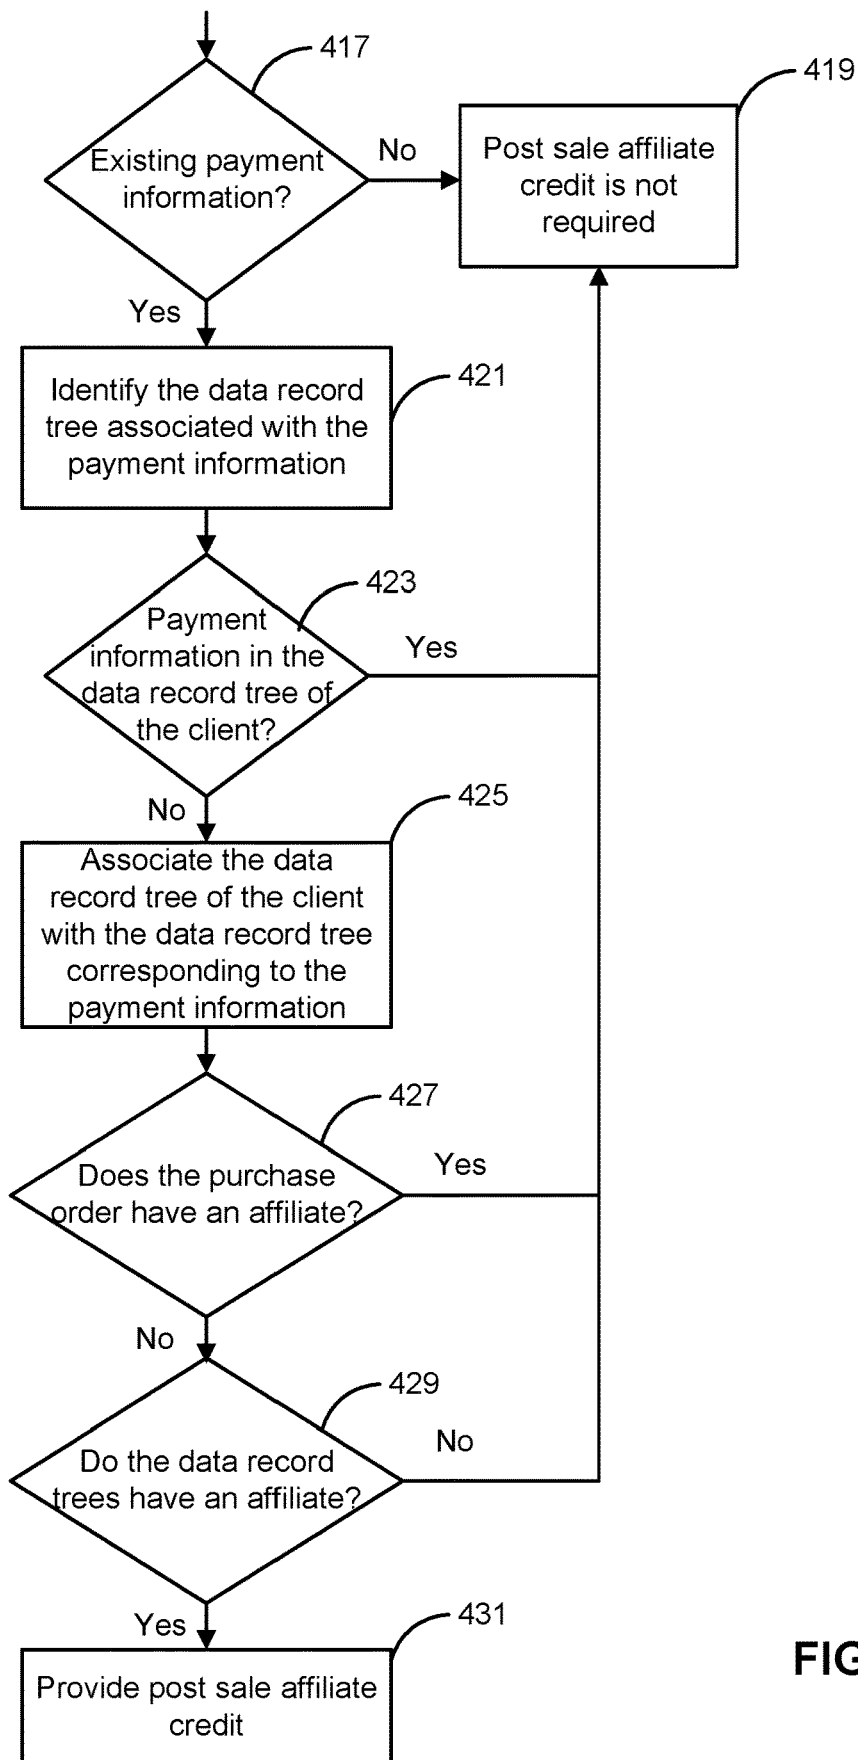 417
419
Existing payment
information?
No
Post sale affiliate
credit is not
required
Yes
421
Identify the data record
tree associated with the
payment information
423
Payment
information in the
data record tree of
the client?
Yes
No
425
Associate the data
record tree of the client
with the data record tree
corresponding to the
payment information
427
Does the purchase
order have an affiliate?
Yes
No
429
Do the data record
trees have an affiliate?
No
Yes
431
Provide post sale affiliate
credit
FIG